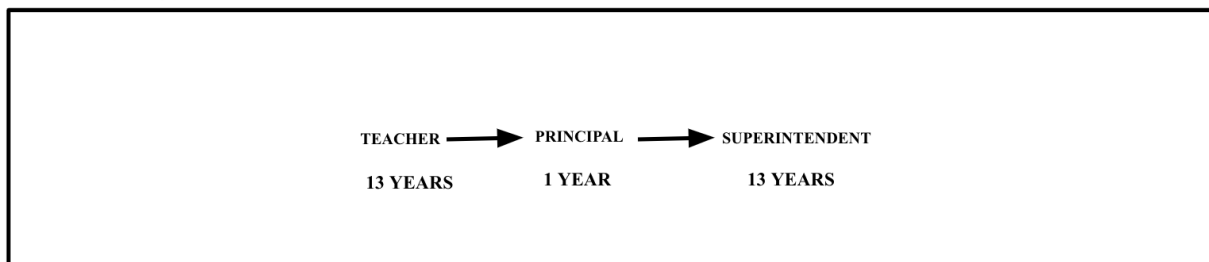 TEACHER PRINCIPAL SUPERINTENDENT
13 YEARS 1 YEAR 13 YEARS